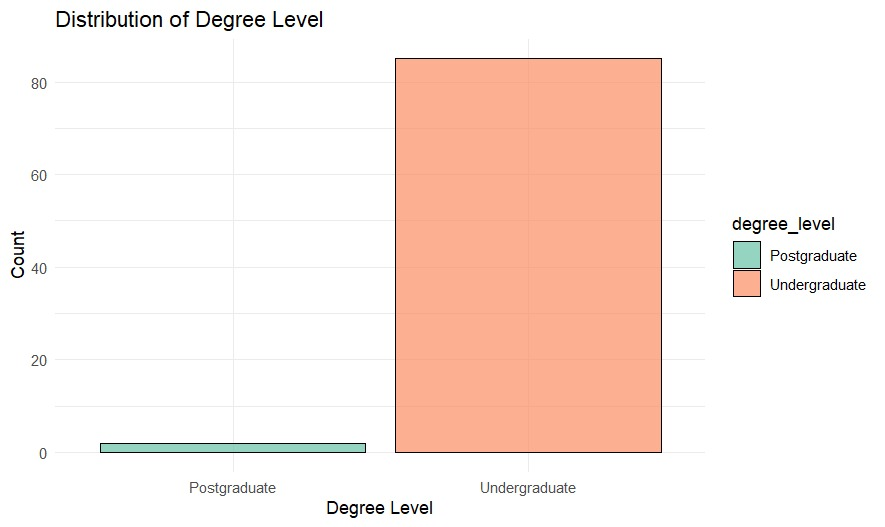 Distribution of Degree Level
Count
80
60
40
20
0
Postgraduate
Undergraduate
Degree Level
degree_level
Postgraduate
Undergraduate